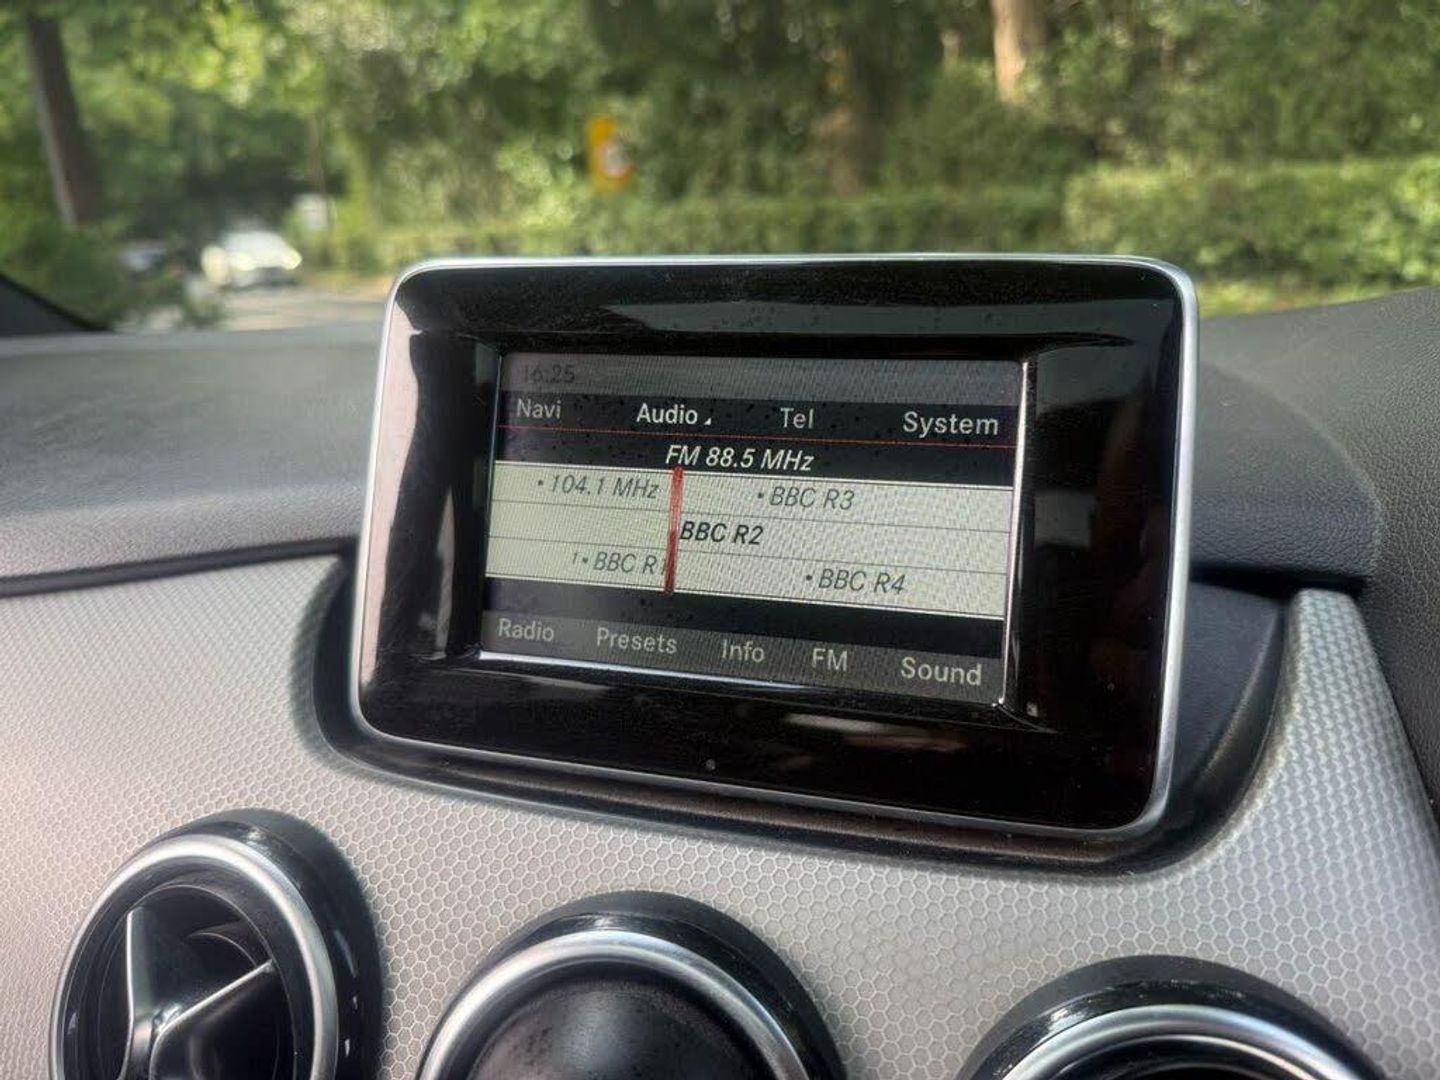 16:25
Navi Audio Tel System
FM 88.5 MHz
• 104.1 MHz • BBC R3
BBC R2
1 • BBC R1 • BBC R4
Radio Presets Info FM Sound